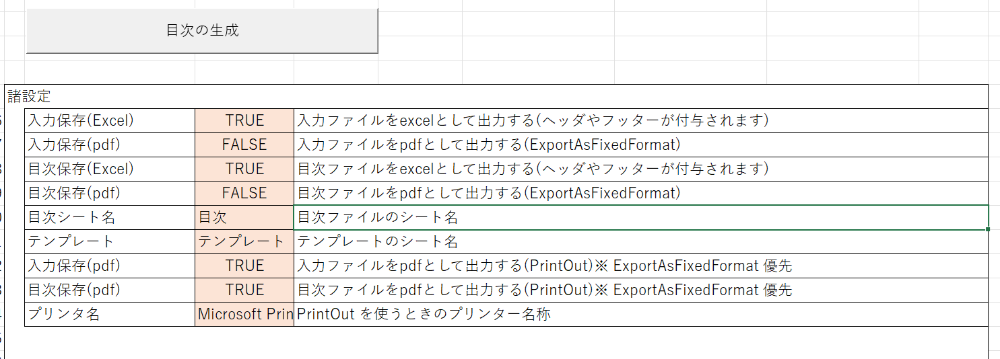 目次の生成
諸設定
入力保存(Excel) TRUE 入力ファイルをexcelとして出力する(ヘッダやフッターが付与されます)
入力保存(pdf) FALSE 入力ファイルをpdfとして出力する(ExportAsFixedFormat)
目次保存(Excel) TRUE 目次ファイルをexcelとして出力する(ヘッダやフッターが付与されます)
目次保存(pdf) FALSE 目次ファイルをpdfとして出力する(ExportAsFixedFormat)
目次シート名 目次 目次ファイルのシート名
テンプレート テンプレート テンプレートのシート名
入力保存(pdf) TRUE 入力ファイルをpdfとして出力する(PrintOut)※ ExportAsFixedFormat 優先
目次保存(pdf) TRUE 目次ファイルをpdfとして出力する(PrintOut)※ ExportAsFixedFormat 優先
プリンタ名 Microsoft Prin PrintOut を使うときのプリンター名称